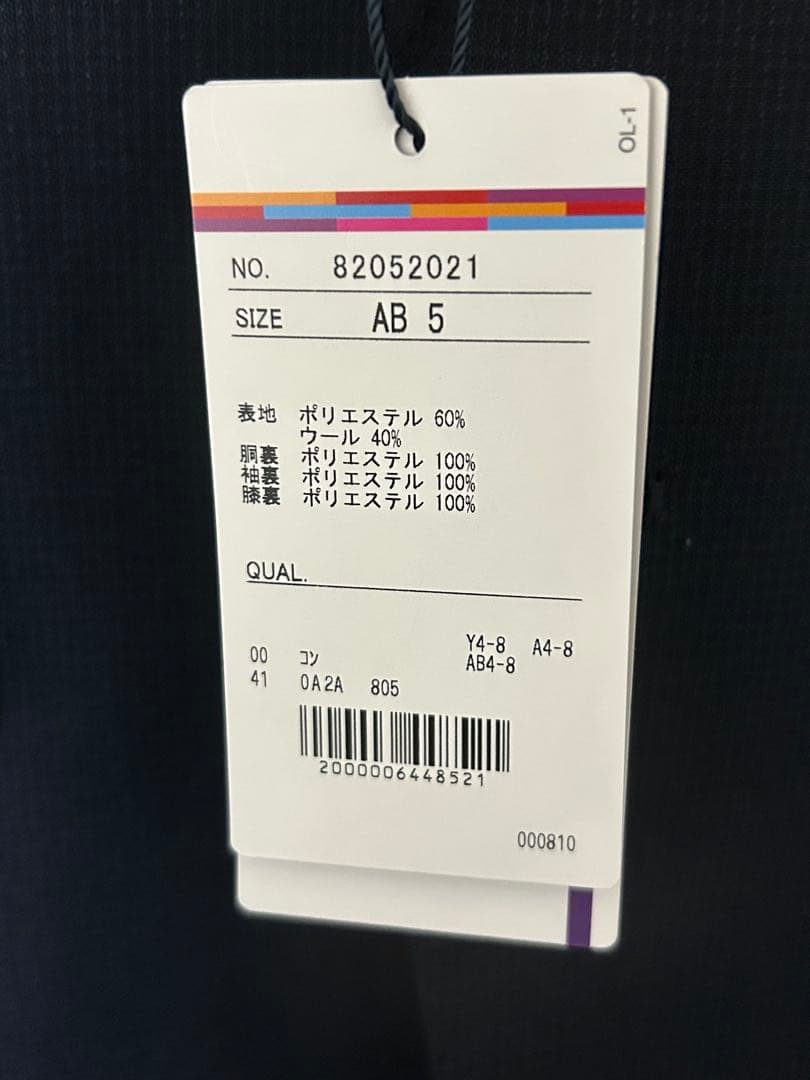 OL-1
NO. 82052021
SIZE AB 5
表地 ポリエステル 60%
ウール 40%
胴裏 ポリエステル 100%
袖裏 ポリエステル 100%
膝裏 ポリエステル 100%
QUAL.
Y4-8 A4-8
00 コン AB4-8
41 0A2A 805
2000006448521
000810